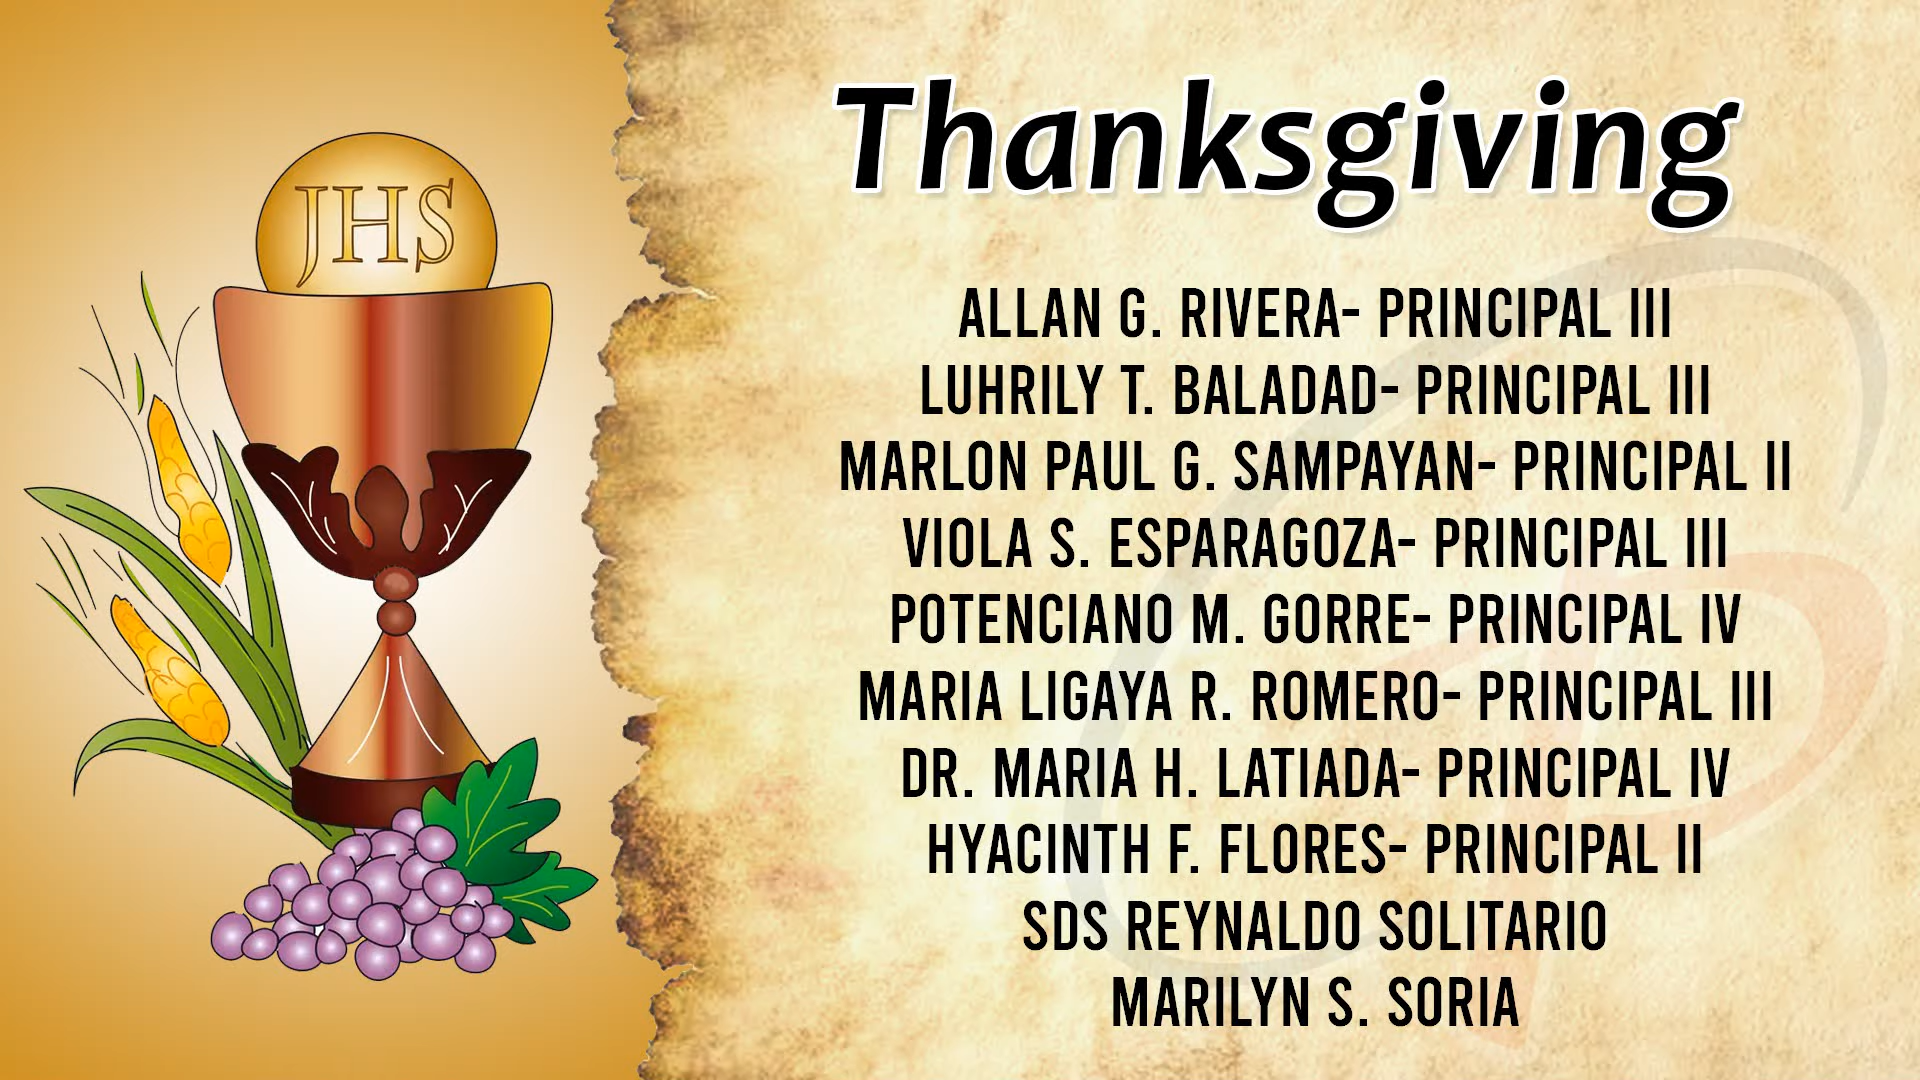 JHS
Thanksgiving
ALLAN G. RIVERA- PRINCIPAL III
LUHRILY T. BALADAD- PRINCIPAL III
MARLON PAUL G. SAMPAYAN- PRINCIPAL II
VIOLA S. ESPARAGOZA- PRINCIPAL III
POTENCIANO M. GORRE- PRINCIPAL IV
MARIA LIGAYA R. ROMERO- PRINCIPAL III
DR. MARIA H. LATIADA- PRINCIPAL IV
HYACINTH F. FLORES- PRINCIPAL II
SDS REYNALDO SOLITARIO
MARILYN S. SORIA